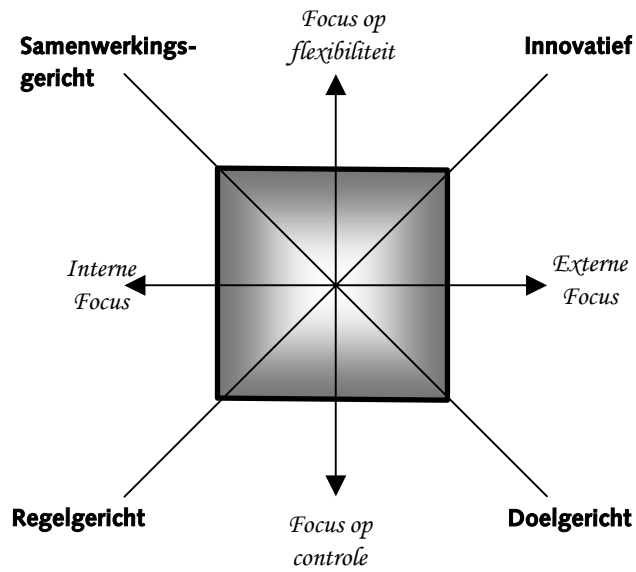 Focus op
flexibiliteit
Samenwerkings-
gericht
Innovatief
Interne
Focus
Externe
Focus
Regelgericht
Doelgericht
Focus op
controle